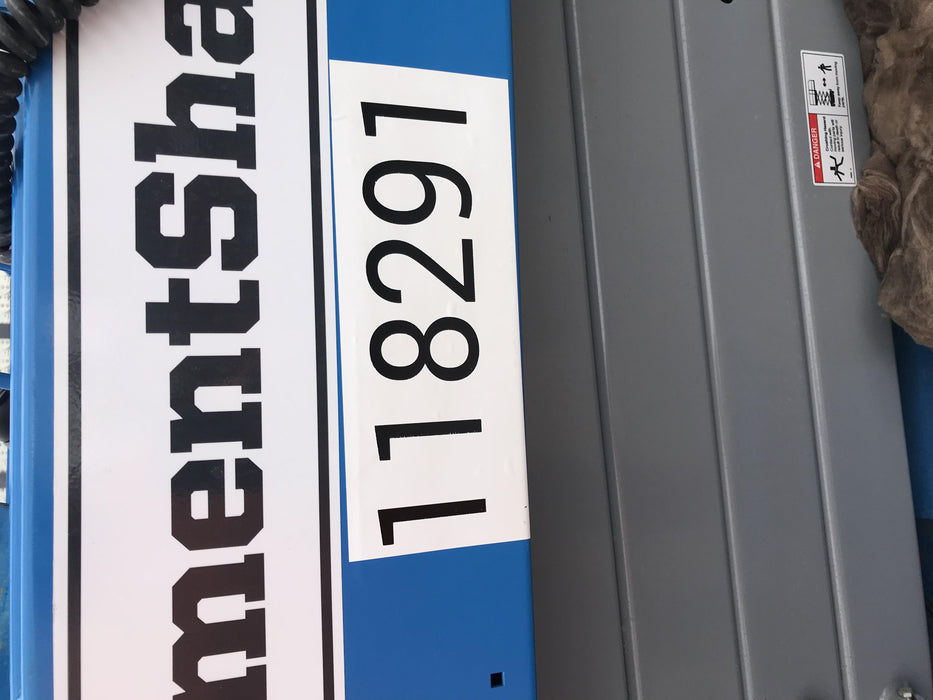 mentSha
118291
DANGER